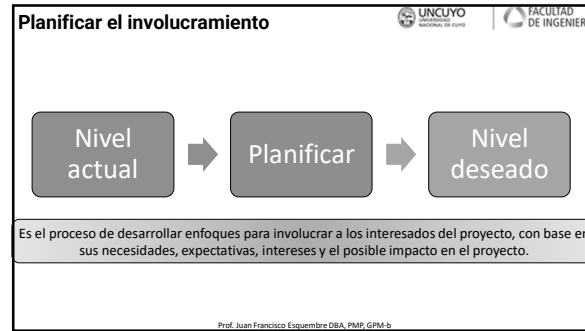 Planificar el involucramiento
UNCUYO
UNIVERSIDAD
NACIONAL DE CUYO
FACULTAD
DE INGENIER
Nivel
actual
Planificar
Nivel
deseado
Es el proceso de desarrollar enfoques para involucrar a los interesados del proyecto, con base en
sus necesidades, expectativas, intereses y el posible impacto en el proyecto.
Prof. Juan Francisco Esquembre DBA, PMP, GPM-b